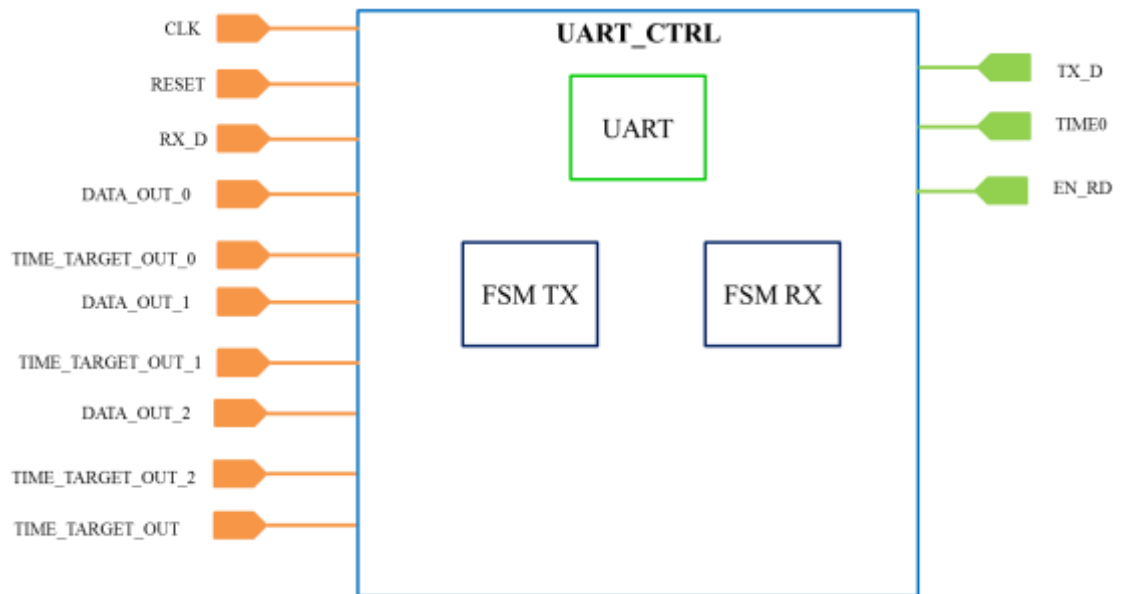 CLK
RESET
RX_D
DATA_OUT_0
TIME_TARGET_OUT_0
DATA_OUT_1
TIME_TARGET_OUT_1
DATA_OUT_2
TIME_TARGET_OUT_2
TIME_TARGET_OUT
UART_CTRL
UART
FSM TX
FSM RX
TX_D
TIME0
EN_RD